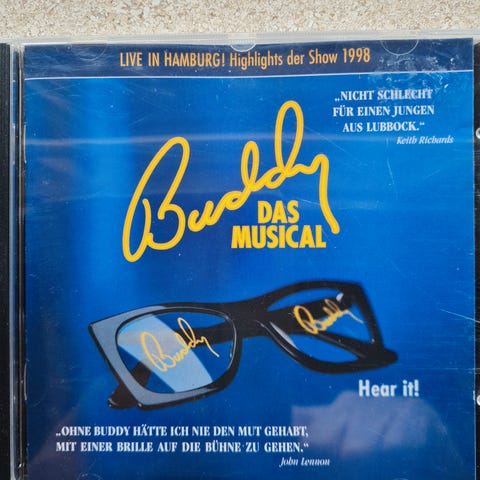 LIVE IN HAMBURG! Highlights der Show 1998
„NICHT SCHLECHT
FÜR EINEN JUNGEN
AUS LUBBOCK.“
Keith Richards
Buddy
DAS
MUSICAL
Buddy
Buddy
Hear it!
„OHNE BUDDY HÄTTE ICH NIE DEN MUT GEHABT,
MIT EINER BRILLE AUF DIE BÜHNE ZU GEHEN.“
John Lennon